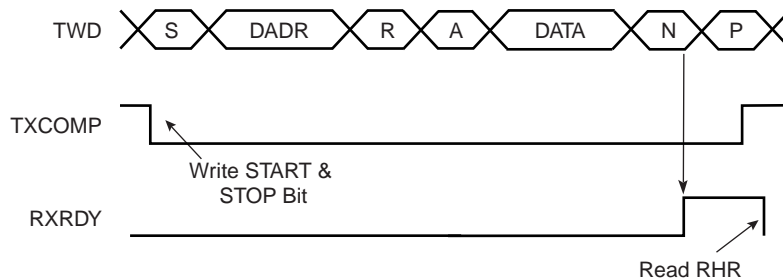 TWD S DADR R A DATA N P
TXCOMP
Write START &
STOP Bit
RXRDY
Read RHR